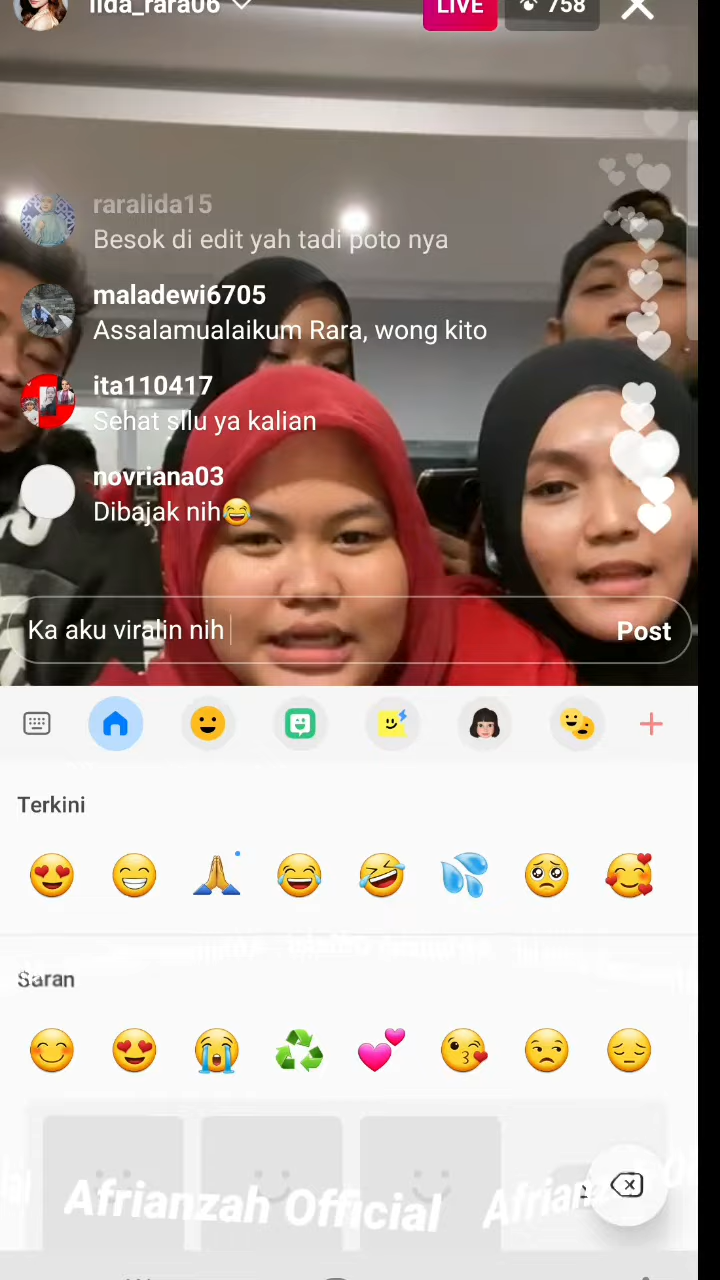 lida_rara06
LIVE
758
raralida15
Besok di edit yah tadi poto nya
maladewi6705
Assalamualaikum Rara, wong kito
ita110417
Sehat silu ya kalian
novriana03
Dibajak nih😂
Ka aku viralin nih
Post
Terkini
Saran
Afrianzah Official